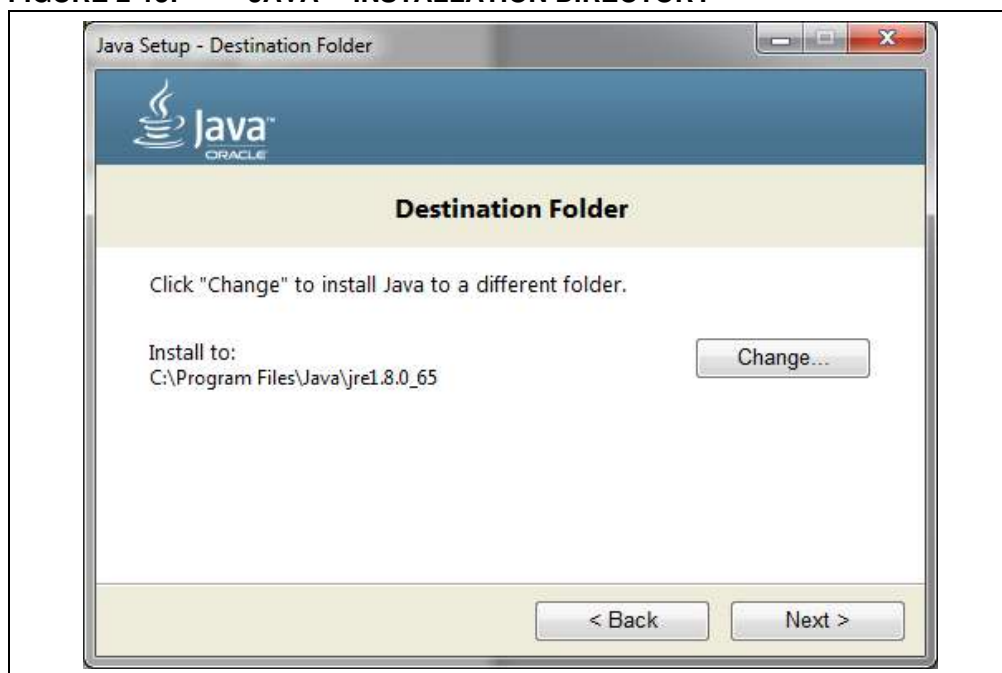 Java Setup - Destination Folder
Java™
ORACLE
Destination Folder
Click "Change" to install Java to a different folder.
Install to:
Change...
C:\Program Files\Java\jre1.8.0_65
< Back
Next >